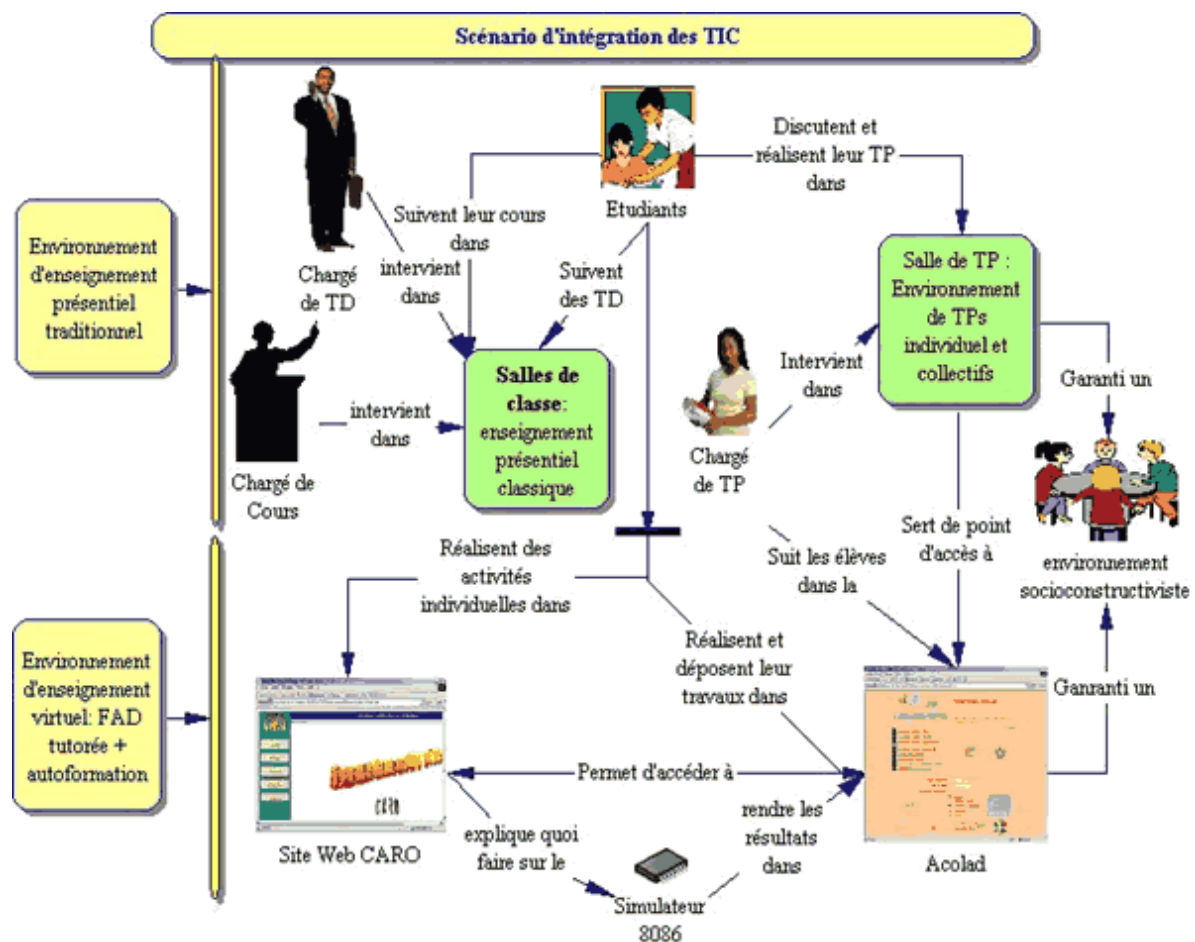 Scénario d'intégration des TIC
Discutent et
réalisent leur TP
dans
Etudiants
Suivent leur cours
dans
intervient
dans
Suivent
des TD
Chargé
de TD
Environnement
d'enseignement
présentiel
traditionnel
Salle de TP :
Environnement
de TPs
individuel et
collectifs
Salles de
classe:
enseignement
présentiel
classique
intervient
dans
Intervient
dans
Garanti un
Chargé de
Cours
Chargé
de TP
Réalisent des
activités
individuelles dans
Suit les élèves
dans la
Sert de point
d'accès à
environnement
socioconstructiviste
Environnement
d'enseignement
virtuel: FAD
tutorée +
autoformation
Réalisent et
déposent leur
travaux dans
Ganranti un
CARO
Permet d'accéder à
Site Web CARO
explique quoi
faire sur le
rendre les
résultats
dans
Acolad
Simulateur
8086